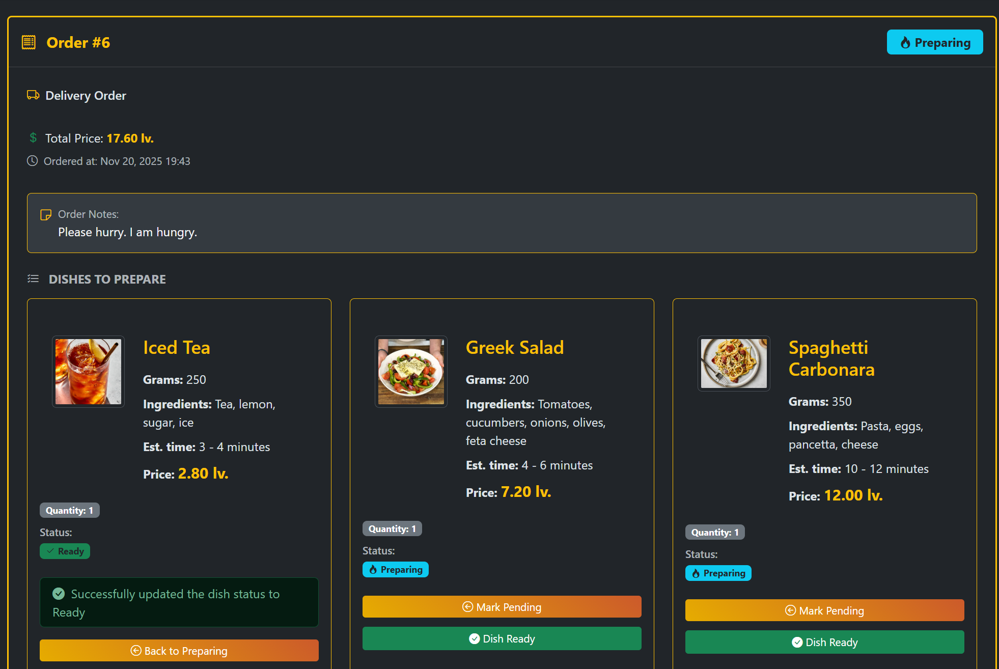 Order #6
Preparing
Delivery Order
$ Total Price: 17.60 lv.
Ordered at: Nov 20, 2025 19:43
Order Notes:
Please hurry. I am hungry.
DISHES TO PREPARE
Iced Tea
Grams: 250
Ingredients: Tea, lemon,
sugar, ice
Est. time: 3 - 4 minutes
Price: 2.80 lv.
Quantity: 1
Status:
Ready
Successfully updated the dish status to
Ready
Back to Preparing
Greek Salad
Grams: 200
Ingredients: Tomatoes,
cucumbers, onions, olives,
feta cheese
Est. time: 4 - 6 minutes
Price: 7.20 lv.
Quantity: 1
Status:
Preparing
Mark Pending
Dish Ready
Spaghetti
Carbonara
Grams: 350
Ingredients: Pasta, eggs,
pancetta, cheese
Est. time: 10 - 12 minutes
Price: 12.00 lv.
Quantity: 1
Status:
Preparing
Mark Pending
Dish Ready